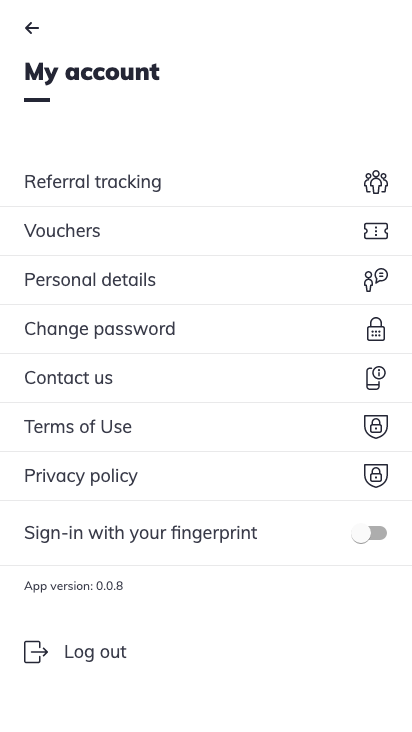 My account
Referral tracking
Vouchers
Personal details
Change password
Contact us
Terms of Use
Privacy policy
Sign-in with your fingerprint
App version: 0.0.8
Log out